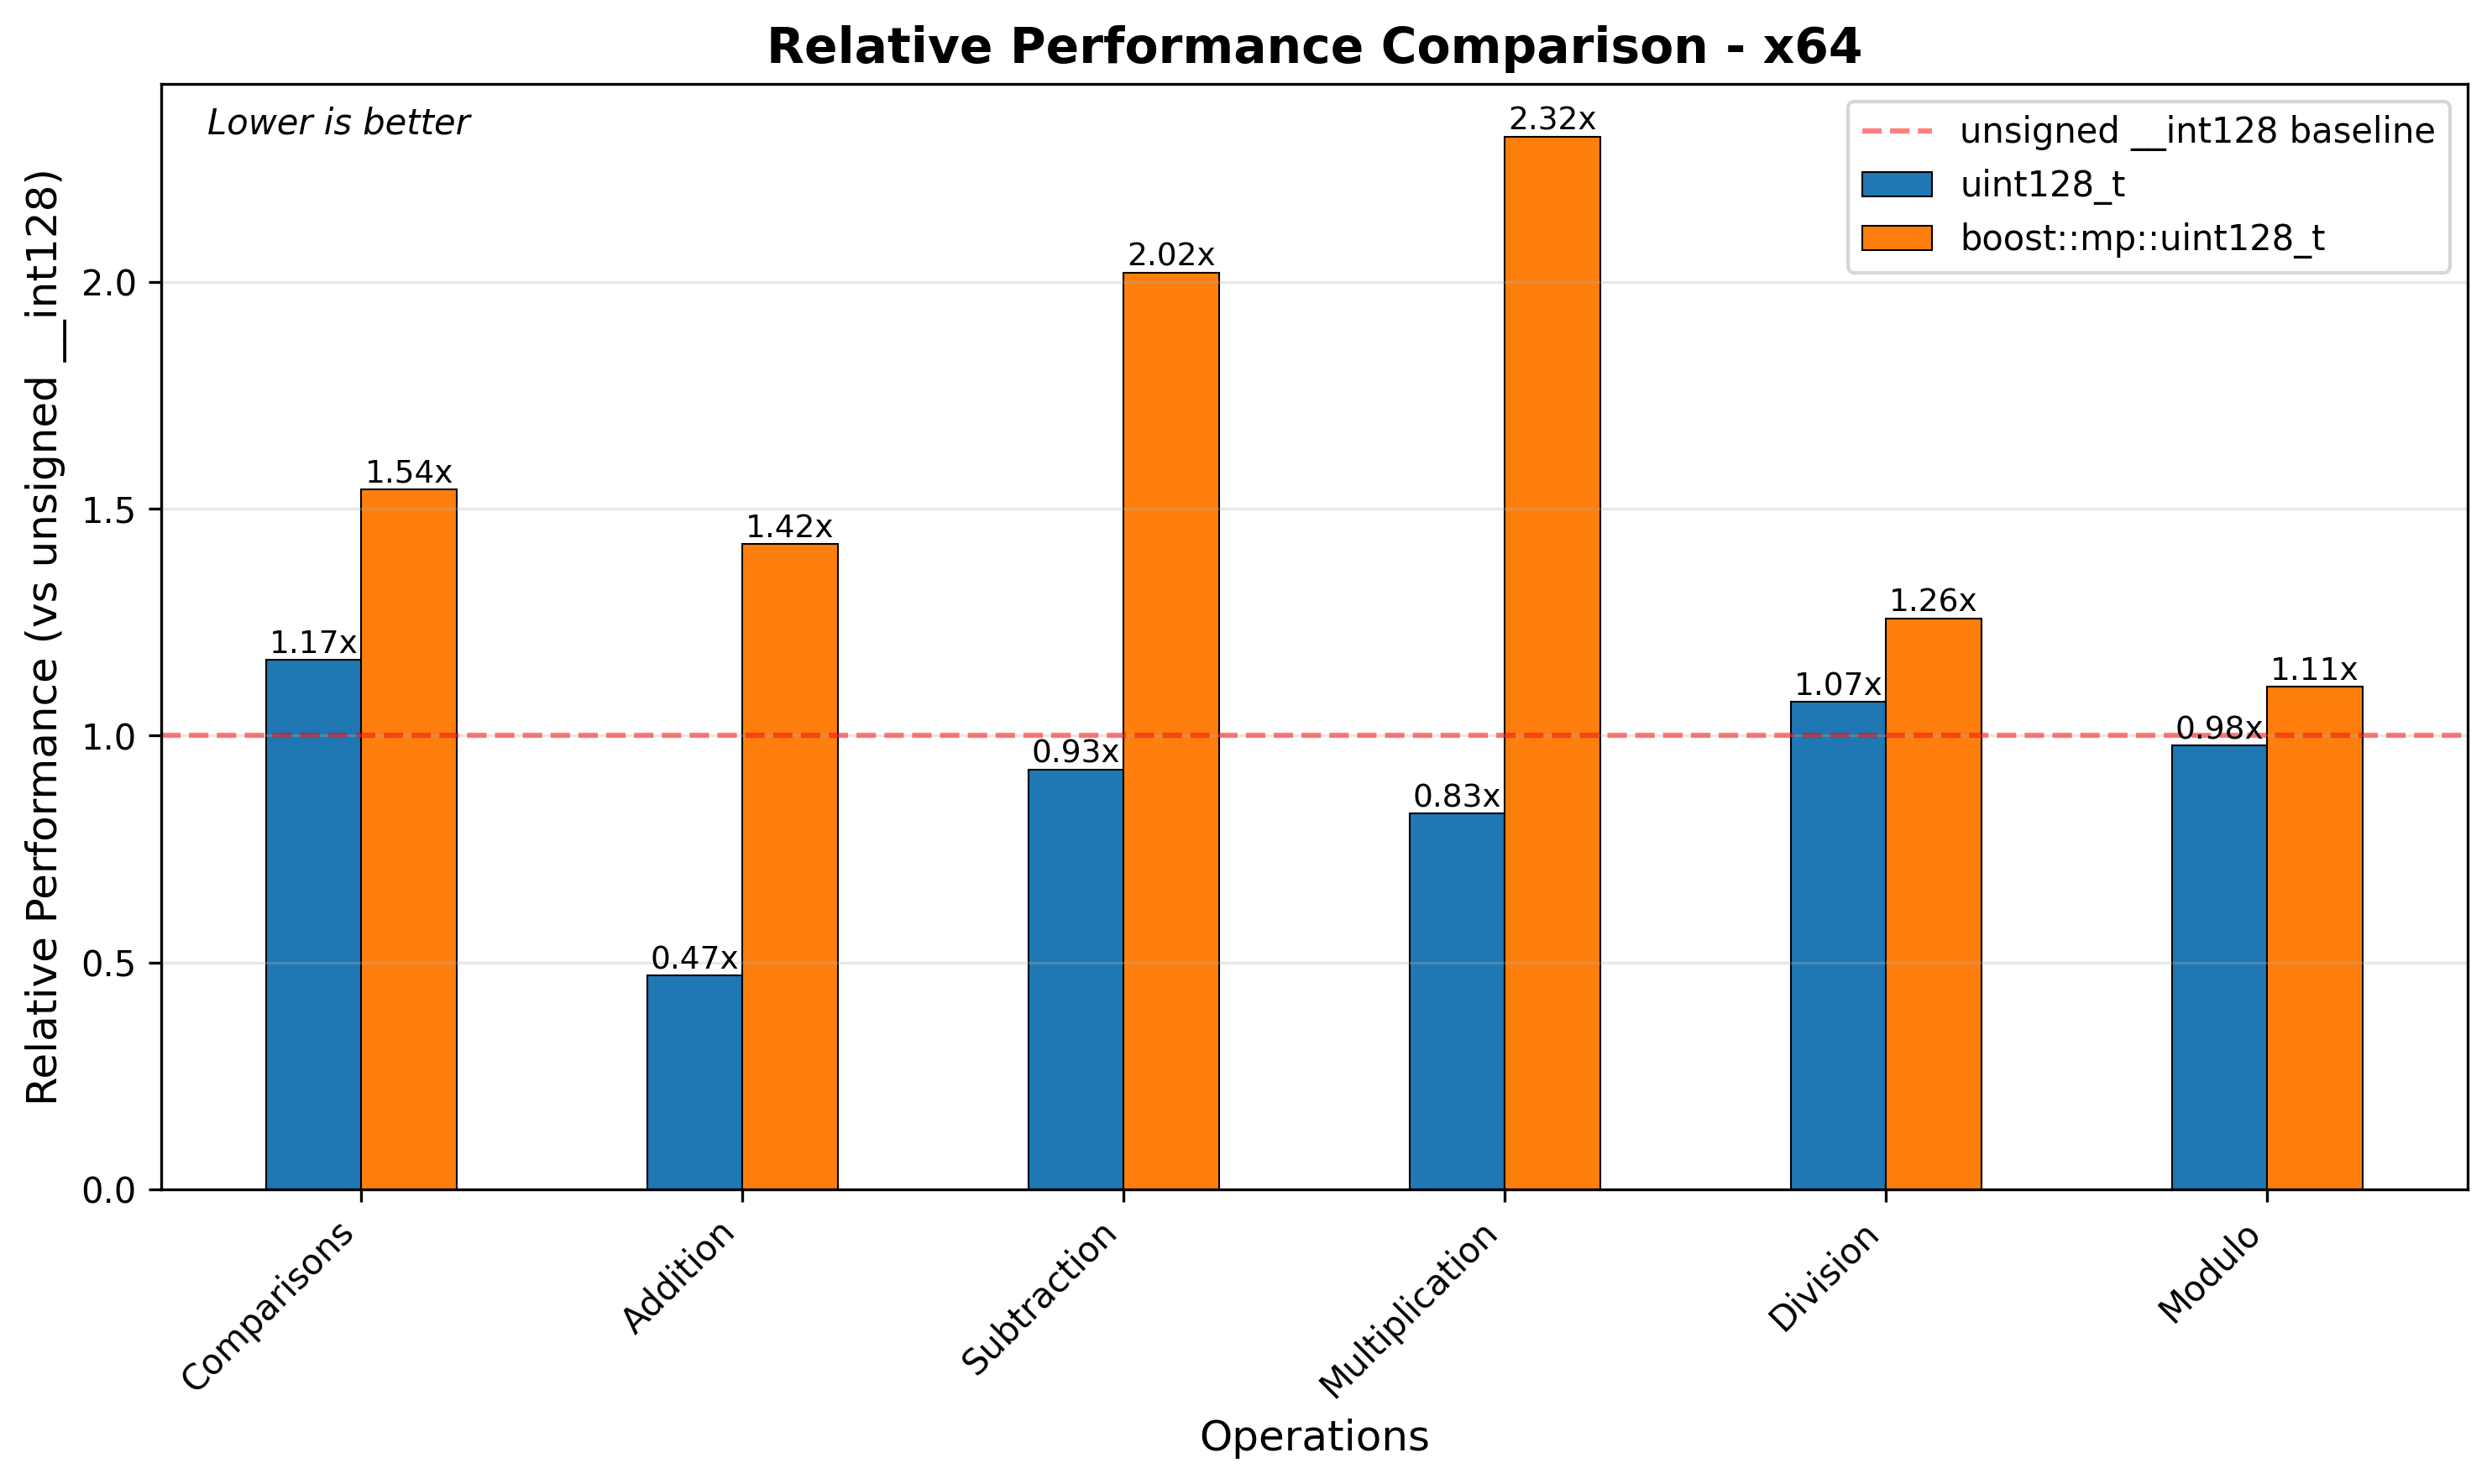 Relative Performance Comparison - x64
Lower is better
unsigned __int128 baseline
uint128_t
boost::mp::uint128_t
Relative Performance (vs unsigned __int128)
2.0
1.5
1.0
0.5
0.0
1.17x
1.54x
0.47x
1.42x
0.93x
2.02x
0.83x
2.32x
1.07x
1.26x
0.98x
1.11x
Comparisons
Addition
Subtraction
Multiplication
Division
Modulo
Operations